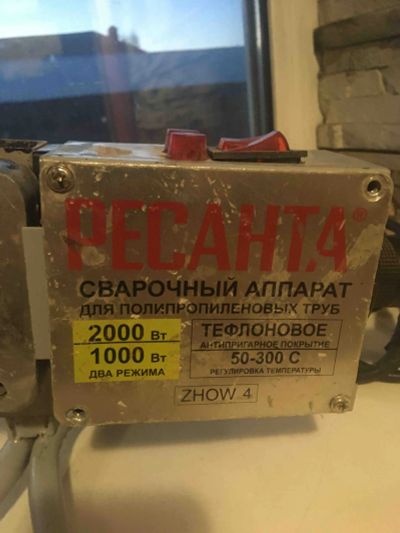 РЕСАНТА®
СВАРОЧНЫЙ АППАРАТ
ДЛЯ ПОЛИПРОПИЛЕНОВЫХ ТРУБ
2000 Вт
1000 Вт
ДВА РЕЖИМА
ТЕФЛОНОВОЕ
АНТИПРИГАРНОЕ ПОКРЫТИЕ
50-300 С
РЕГУЛИРОВКА ТЕМПЕРАТУРЫ
ZHOW 4